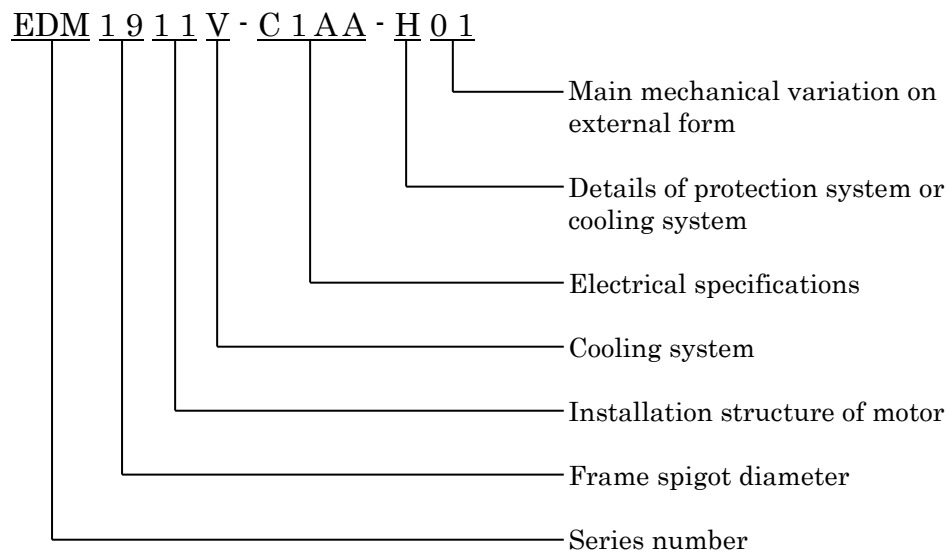 EDM 1 9 1 1 V - C 1 A A - H 0 1
Main mechanical variation on
external form
Details of protection system or
cooling system
Electrical specifications
Cooling system
Installation structure of motor
Frame spigot diameter
Series number